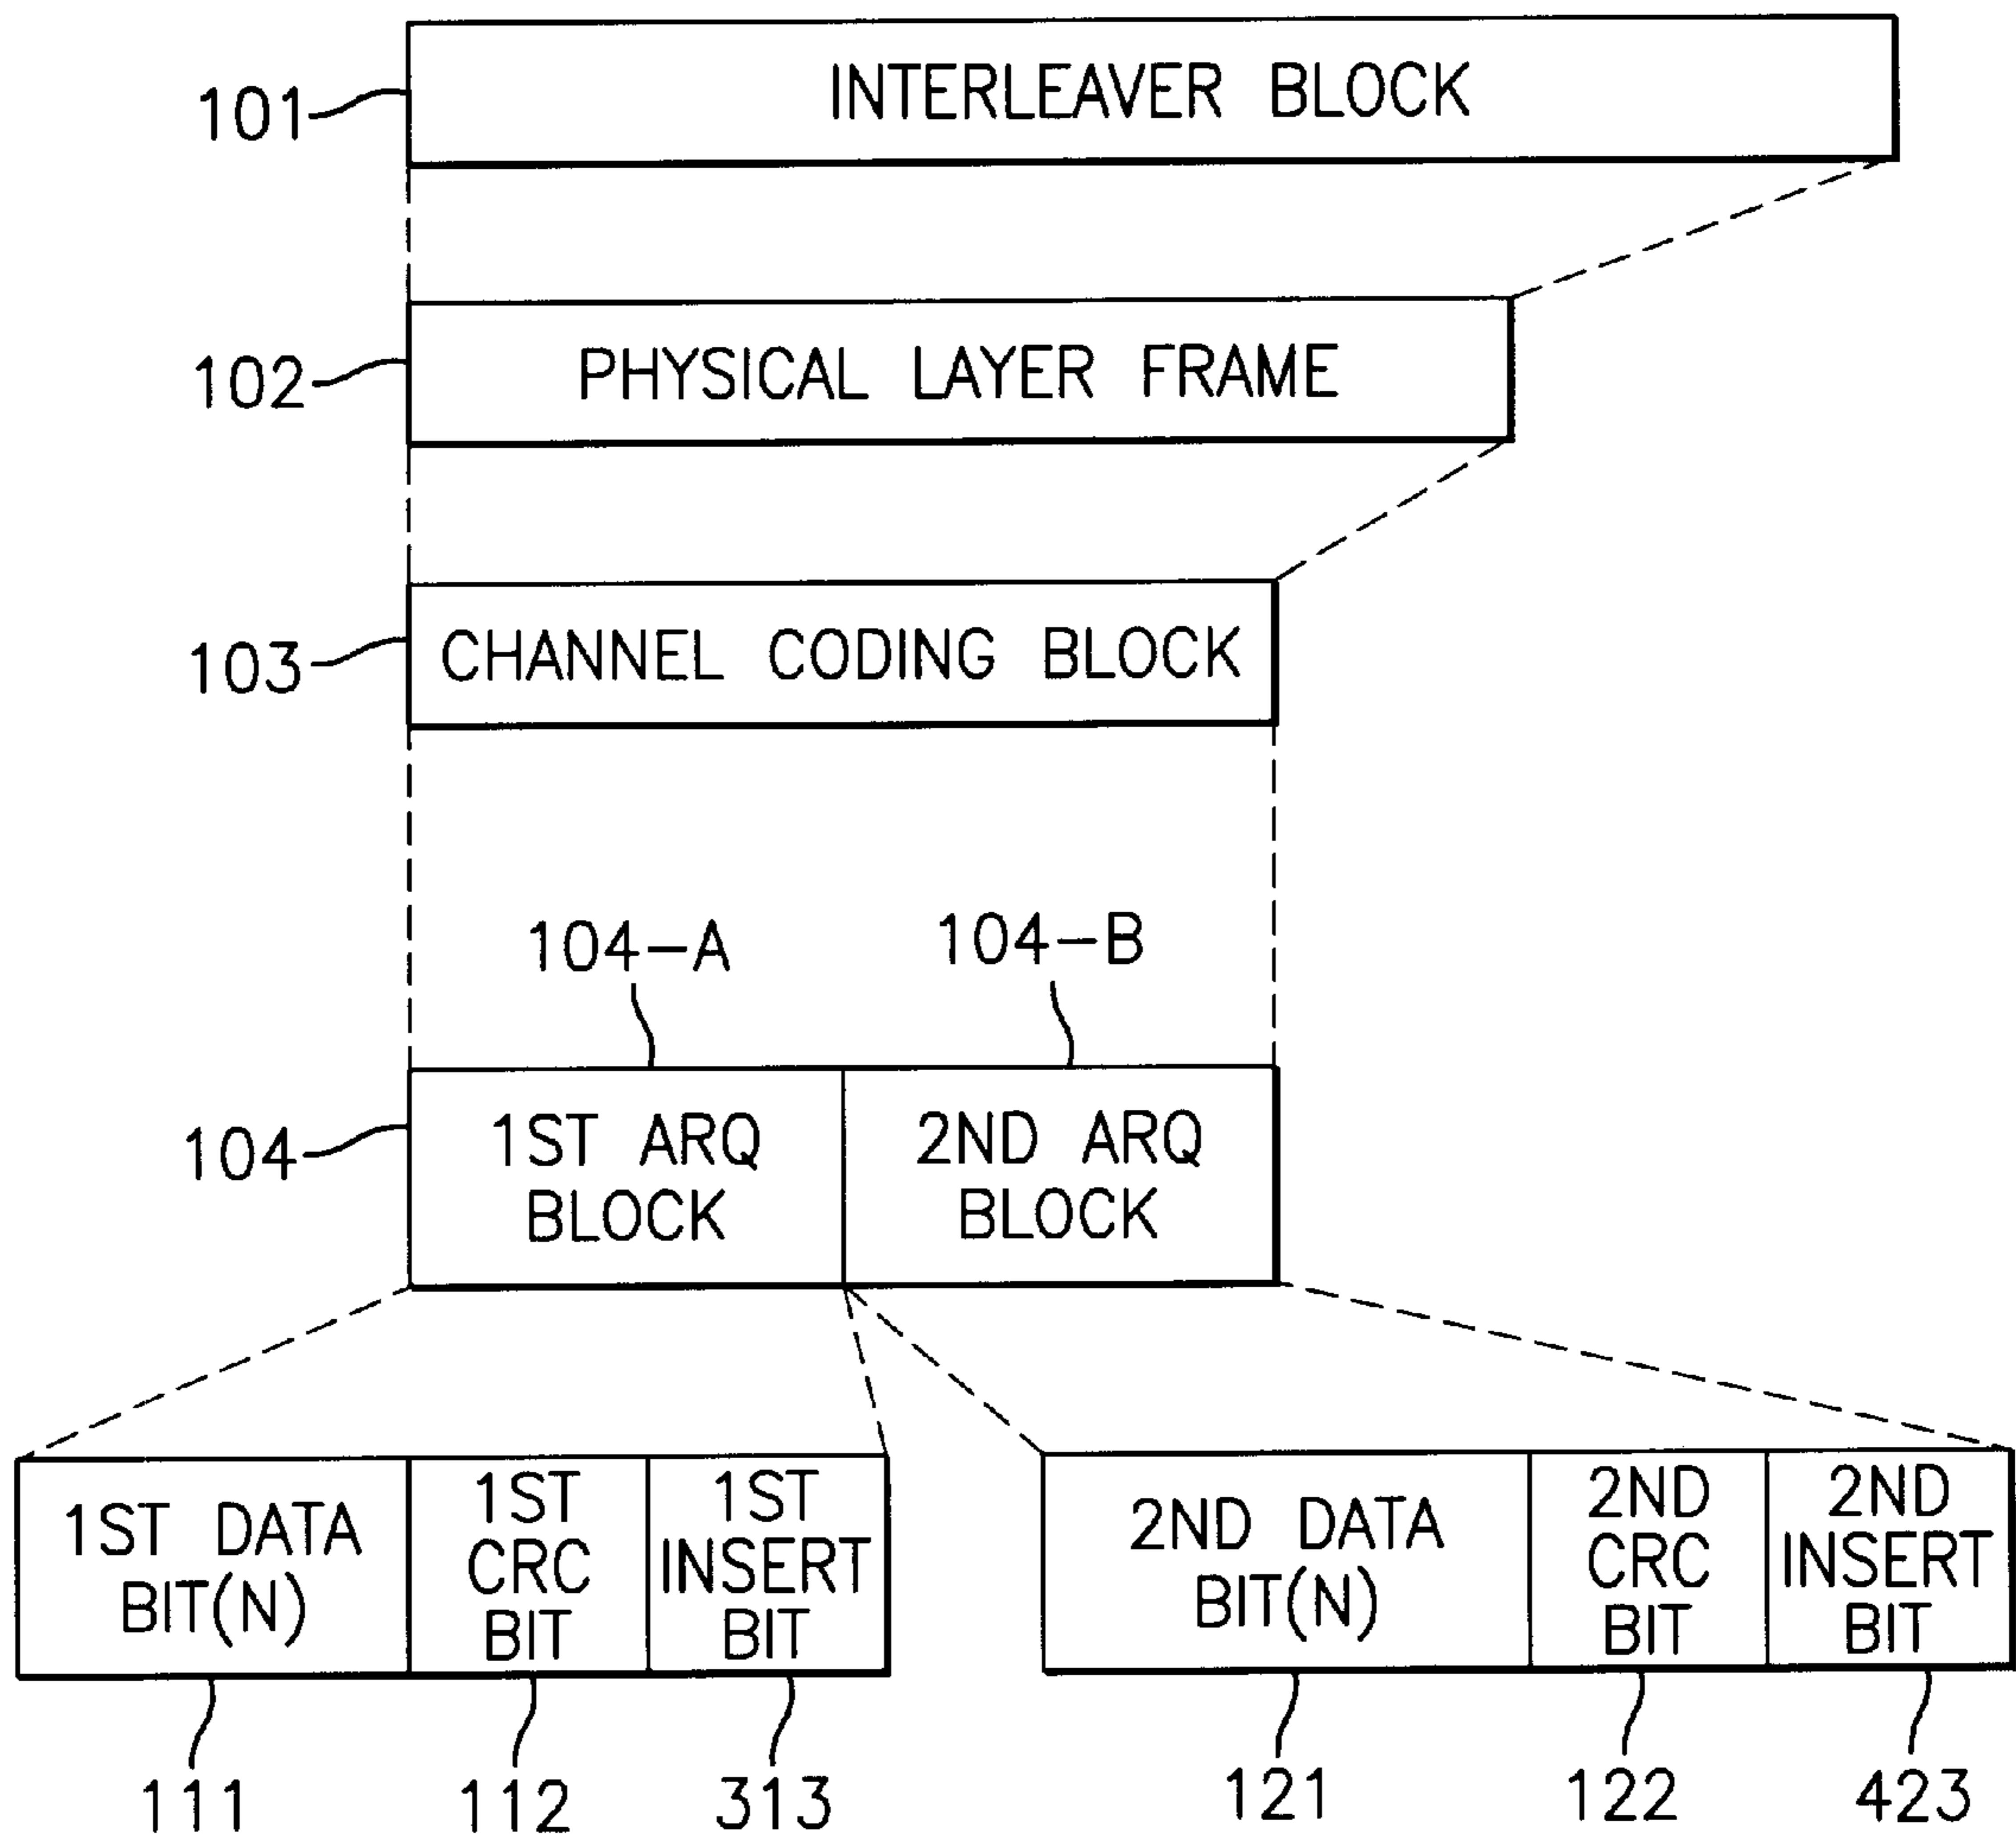 INTERLEAVER BLOCK
101
PHYSICAL LAYER FRAME
102
CHANNEL CODING BLOCK
103
104-A
104-B
104
1ST ARQ
BLOCK
2ND ARQ
BLOCK
1ST DATA
BIT(N)
1ST
CRC
BIT
1ST
INSERT
BIT
2ND DATA
BIT(N)
2ND
CRC
BIT
2ND
INSERT
BIT
111
112
313
121
122
423